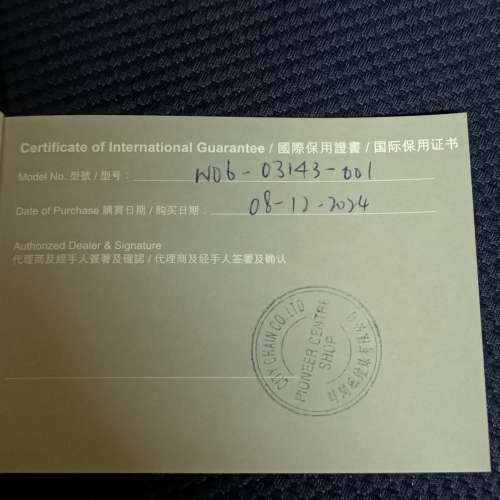 Certificate of International Guarantee / 國際保用證書 / 国际保用证书
Model No. 型號 / 型号 : W06-03143-001
Date of Purchase 購買日期 / 购买日期 : 08-12-2024
Authorized Dealer & Signature
代理商及經手人簽署及確認 / 代理商及经手人签署及确认
CITY CHAIN CO. LTD
PIONEER CENTRE
SHOP